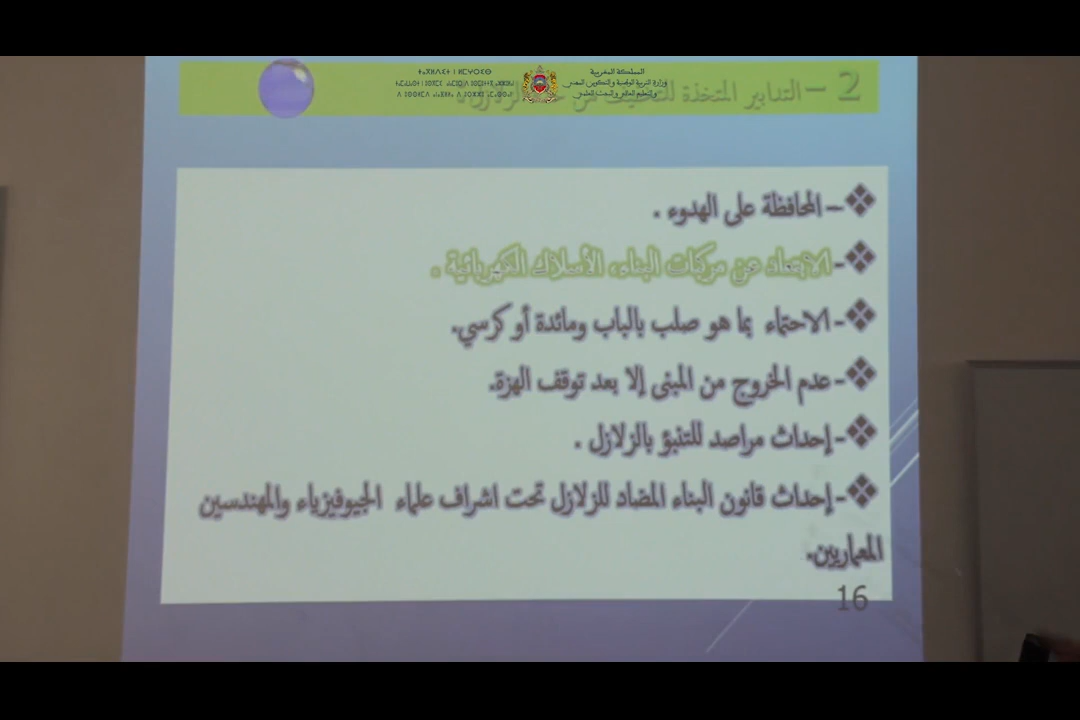 المملكة المغربية
وزارة التربية الوطنية والتكوين المهني
والتعليم العالي والبحث العلمي
ⵜⴰⴳⵍⴷⵉⵜ ⵏ ⵍⵎⵖⵔⵉⴱ
2 – التدابير المتخذة للتخفيف من الزلازل.
❖– المحافظة على الهدوء .
❖-الابتعاد عن مركبات البناء، الأسلاك الكهربائية .
❖-الاحتماء بما هو صلب بالباب ومائدة أو كرسي.
❖-عدم الخروج من المبنى إلا بعد توقف الهزة.
❖-إحداث مراصد للتنبؤ بالزلازل .
❖-إحداث قانون البناء المضاد للزلازل تحت اشراف علماء الجيوفيزياء والمهندسين
المعماريين.
16